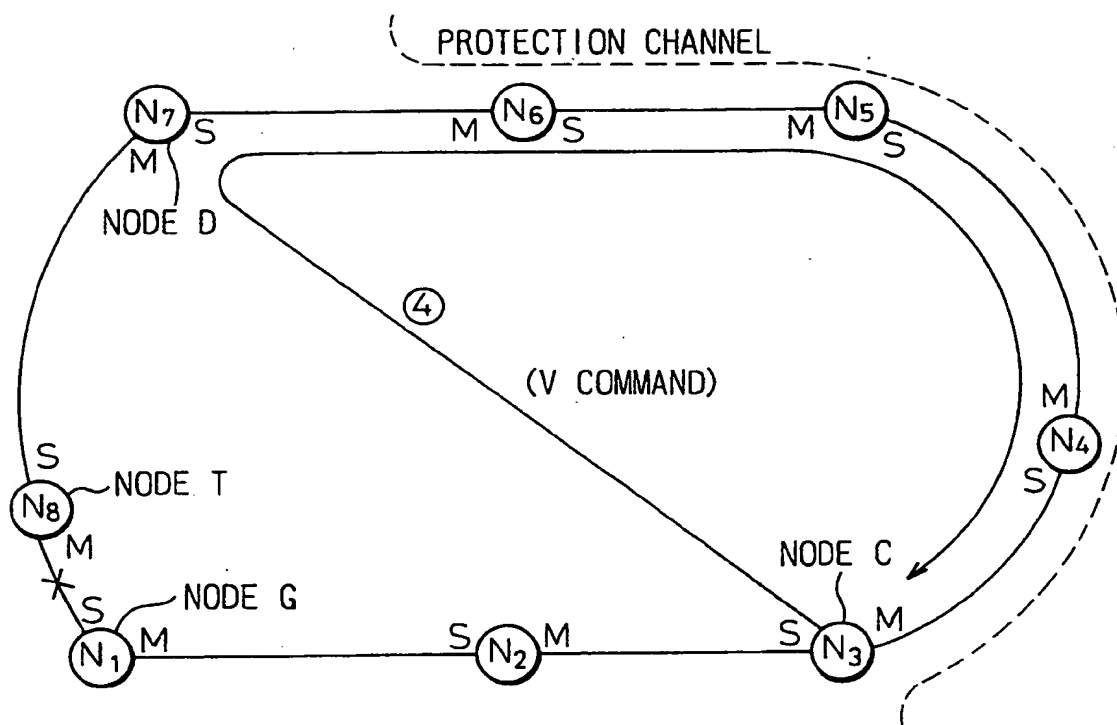 PROTECTION CHANNEL
N7
S
M
N6
S
M
N5
S
M
NODE D
④
(V COMMAND)
M
N4
S
S
NODE T
N8
M
NODE C
S
NODE G
N1
M
S
N2
M
S
N3
M